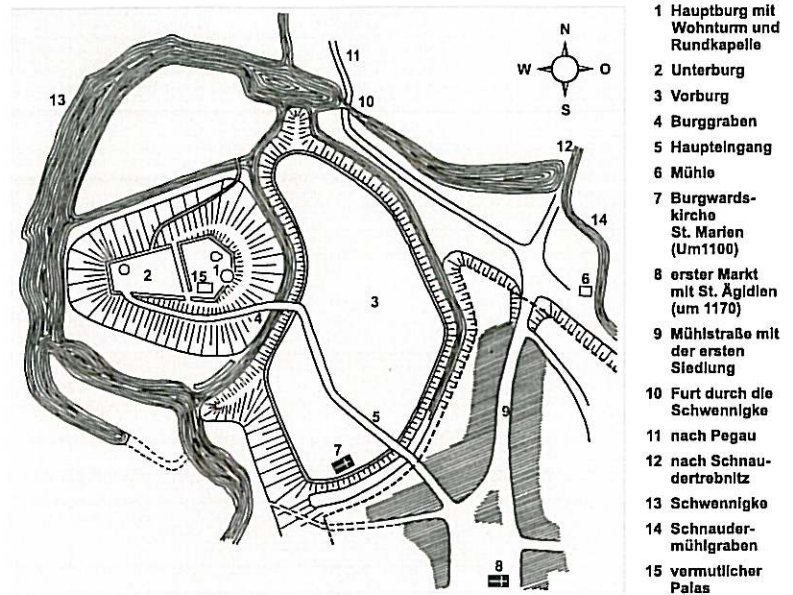 11
N
W
O
S
13
10
12
14
2
1
15
3
6
4
5
9
7
8
1 Hauptburg mit
Wohnturm und
Rundkapelle
2 Unterburg
3 Vorburg
4 Burggraben
5 Haupteingang
6 Mühle
7 Burgwards-
kirche
St. Marien
(Um1100)
8 erster Markt
mit St. Ägidien
(um 1170)
9 Mühlstraße mit
der ersten
Siedlung
10 Furt durch die
Schwennigke
11 nach Pegau
12 nach Schnau-
dertrebnitz
13 Schwennigke
14 Schnauder-
mühlgraben
15 vermutlicher
Palas